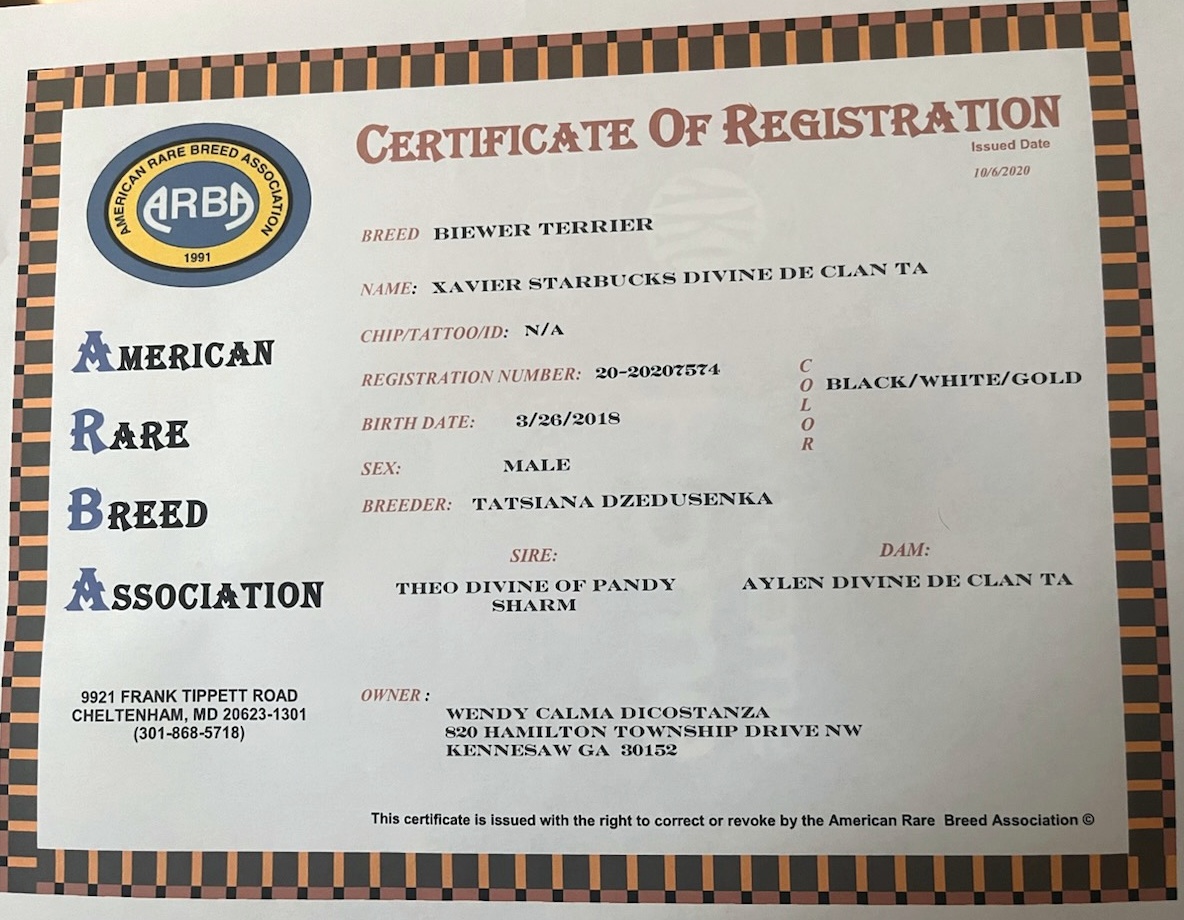 CERTIFICATE OF REGISTRATION
Issued Date
10/6/2020
AMERICAN RARE BREED ASSOCIATION
ARBA
1991
AMERICAN
RARE
BREED
ASSOCIATION
9921 FRANK TIPPETT ROAD
CHELTENHAM, MD 20623-1301
(301-868-5718)
BREED BIEWER TERRIER
NAME: XAVIER STARBUCKS DIVINE DE CLAN TA
CHIP/TATTOO/ID: N/A
REGISTRATION NUMBER: 20-20207574
COLOR BLACK/WHITE/GOLD
BIRTH DATE: 3/26/2018
SEX: MALE
BREEDER: TATSIANA DZEDUSENKA
SIRE:
THEO DIVINE OF PANDY
SHARM
DAM:
AYLEN DIVINE DE CLAN TA
OWNER :
WENDY CALMA DICOSTANZA
820 HAMILTON TOWNSHIP DRIVE NW
KENNESAW GA 30152
This certificate is issued with the right to correct or revoke by the American Rare Breed Association ©